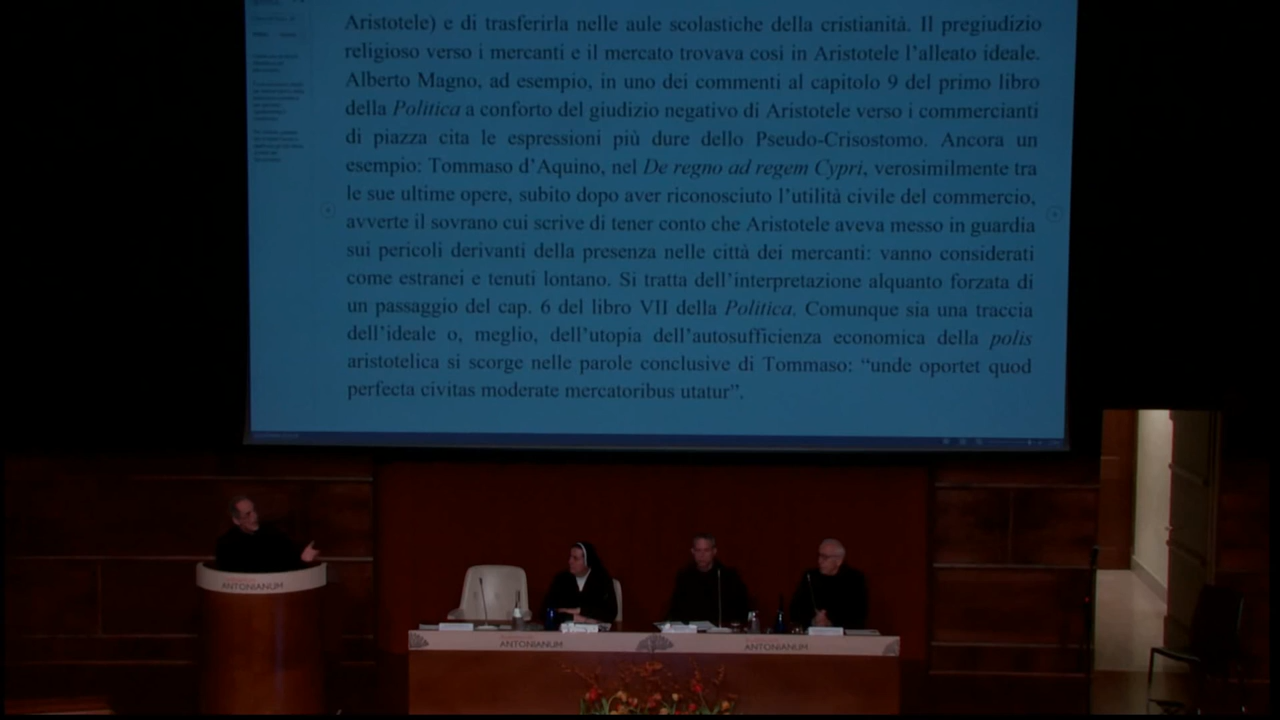 Aristotele) e di trasferirla nelle aule scolastiche della cristianità. Il pregiudizio
religioso verso i mercanti e il mercato trovava così in Aristotele l'alleato ideale.
Alberto Magno, ad esempio, in uno dei commenti al capitolo 9 del primo libro
della Politica a conforto del giudizio negativo di Aristotele verso i commercianti
di piazza cita le espressioni più dure dello Pseudo-Crisostomo. Ancora un
esempio: Tommaso d'Aquino, nel De regno ad regem Cypri, verosimilmente tra
le sue ultime opere, subito dopo aver riconosciuto l'utilità civile del commercio,
avverte il sovrano cui scrive di tener conto che Aristotele aveva messo in guardia
sui pericoli derivanti della presenza nelle città dei mercanti: vanno considerati
come estranei e tenuti lontano. Si tratta dell'interpretazione alquanto forzata di
un passaggio del cap. 6 del libro VII della Politica. Comunque sia una traccia
dell'ideale o, meglio, dell'utopia dell'autosufficienza economica della polis
aristotelica si scorge nelle parole conclusive di Tommaso: “unde oportet quod
perfecta civitas moderate mercatoribus utatur”.
ANTONIANUM
ANTONIANUM
ANTONIANUM